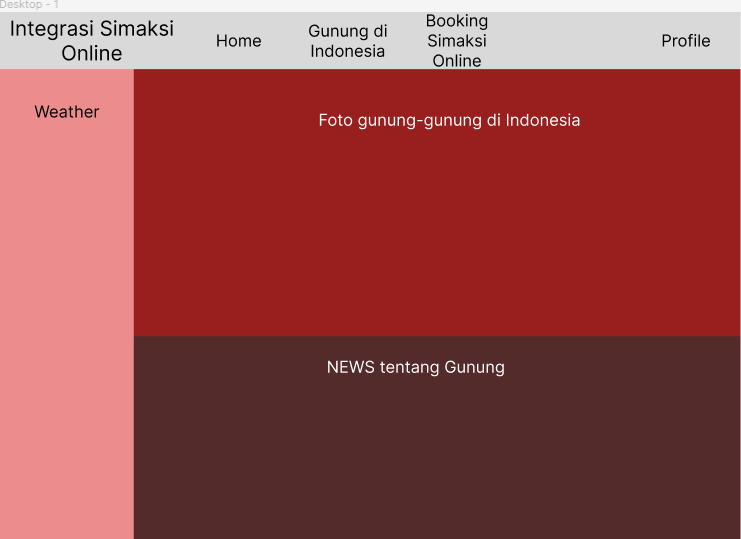 Desktop - 1
Integrasi Simaksi
Online
Home
Gunung di
Indonesia
Booking
Simaksi
Online
Profile
Weather
Foto gunung-gunung di Indonesia
NEWS tentang Gunung